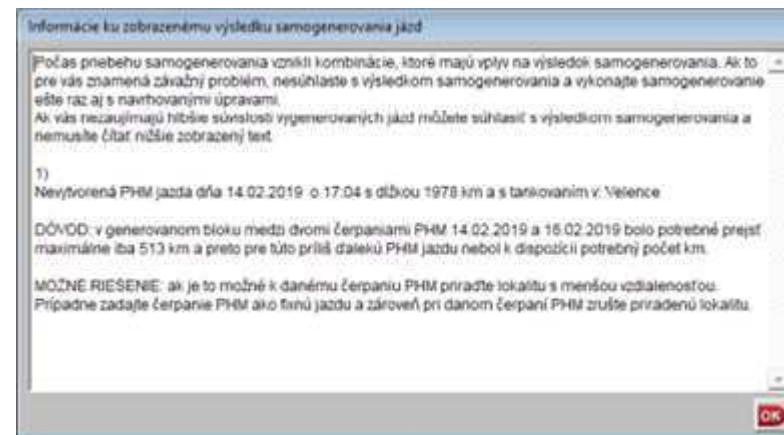 Informácie ku zobrazenému výsledku samogenerovania jázd
Počas priebehu samogenerovania vznikli kombinácie, ktoré majú vplyv na výsledok samogenerovania. Ak to
pre vás znamená závažný problém, nesúhlaste s výsledkom samogenerovania a vykonajte samogenerovanie
ešte raz aj s navrhovanými úpravami.
Ak vás nezaujímajú hlbšie súvislosti vygenerovaných jázd môžete súhlasiť s výsledkom samogenerovania a
nemusíte čítať nižšie zobrazený text.
1)
Nevytvorená PHM jazda dňa 14.02.2019 o 17:04 s dĺžkou 1978 km a s tankovaním v: Velence
DÔVOD: v generovanom bloku medzi dvomi čerpaniami PHM 14.02.2019 a 16.02.2019 bolo potrebné prejsť
maximálne iba 513 km a preto pre túto príliš ďalekú PHM jazdu nebol k dispozícii potrebný počet km.
MOŽNÉ RIEŠENIE: ak je to možné k danému čerpaniu PHM priraďte lokalitu s menšou vzdialenosťou.
Prípadne zadajte čerpanie PHM ako fixnú jazdu a zároveň pri danom čerpaní PHM zrušte priradenú lokalitu.
OK